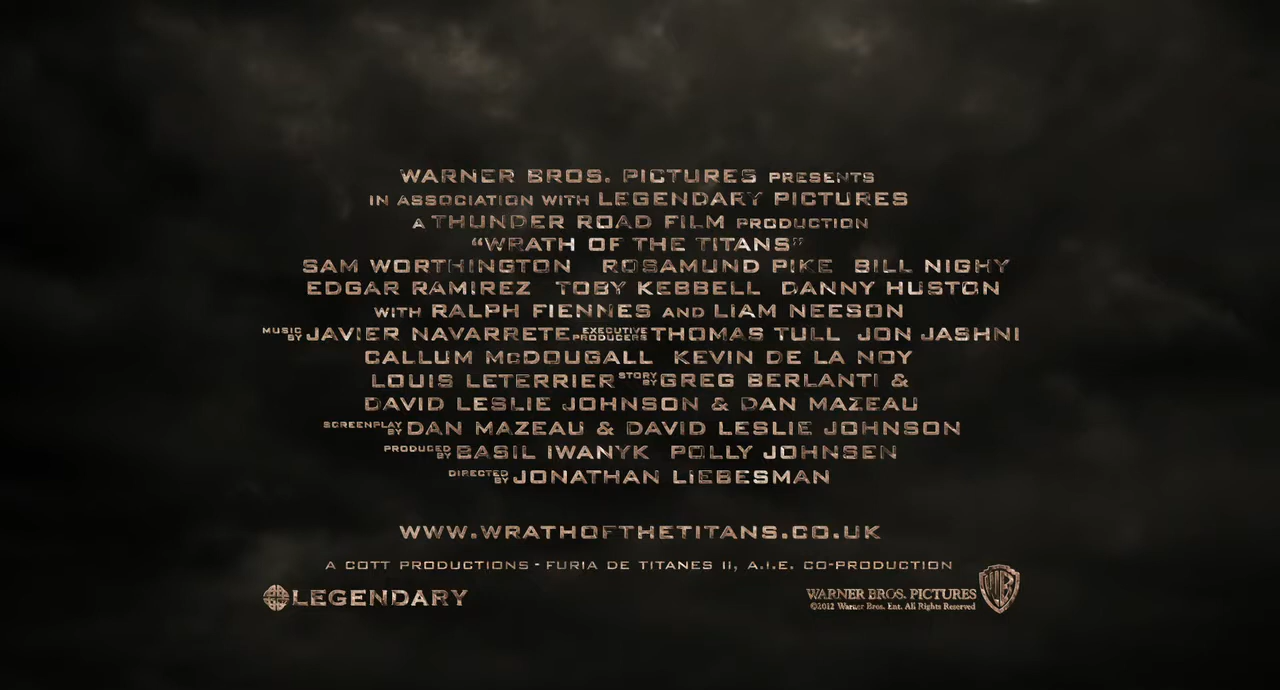 WARNER BROS. PICTURES PRESENTS
IN ASSOCIATION WITH LEGENDARY PICTURES
A THUNDER ROAD FILM PRODUCTION
“WRATH OF THE TITANS”
SAM WORTHINGTON ROSAMUND PIKE BILL NIGHY
EDGAR RAMIREZ TOBY KEBBELL DANNY HUSTON
WITH RALPH FIENNES AND LIAM NEESON
MUSIC BY JAVIER NAVARRETE EXECUTIVE PRODUCERS THOMAS TULL JON JASHNI
CALLUM McDOUGALL KEVIN DE LA NOY
LOUIS LETERRIER STORY BY GREG BERLANTI &
DAVID LESLIE JOHNSON & DAN MAZEAU
SCREENPLAY BY DAN MAZEAU & DAVID LESLIE JOHNSON
PRODUCED BY BASIL IWANYK POLLY JOHNSEN
DIRECTED BY JONATHAN LIEBESMAN
WWW.WRATHOFTHETITANS.CO.UK
A COTT PRODUCTIONS - FURIA DE TITANES II, A.I.E. CO-PRODUCTION
LEGENDARY
WARNER BROS. PICTURES WB
©2012 Warner Bros. Ent. All Rights Reserved